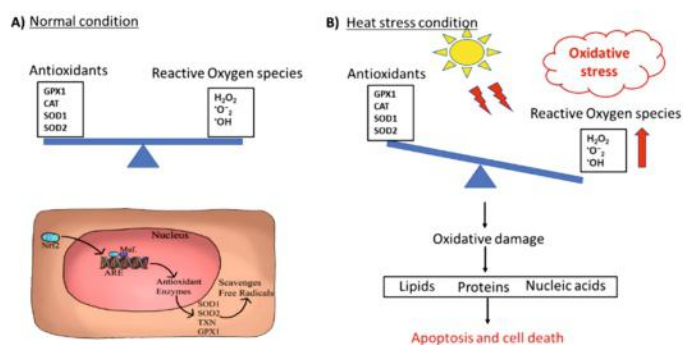 A) Normal condition
Antioxidants
GPX1
CAT
SOD1
SOD2
Reactive Oxygen species
H₂O₂
•O⁻₂
•OH
Nrf2
Nucleus
Maf
ARE
Antioxidant
Enzymes
Scavenges
Free Radicals
SOD1
SOD2
TXN
GPX1
B) Heat stress condition
Oxidative
stress
Antioxidants
GPX1
CAT
SOD1
SOD2
Reactive Oxygen species
H₂O₂
•O⁻₂
•OH
Oxidative damage
Lipids Proteins Nucleic acids
Apoptosis and cell death